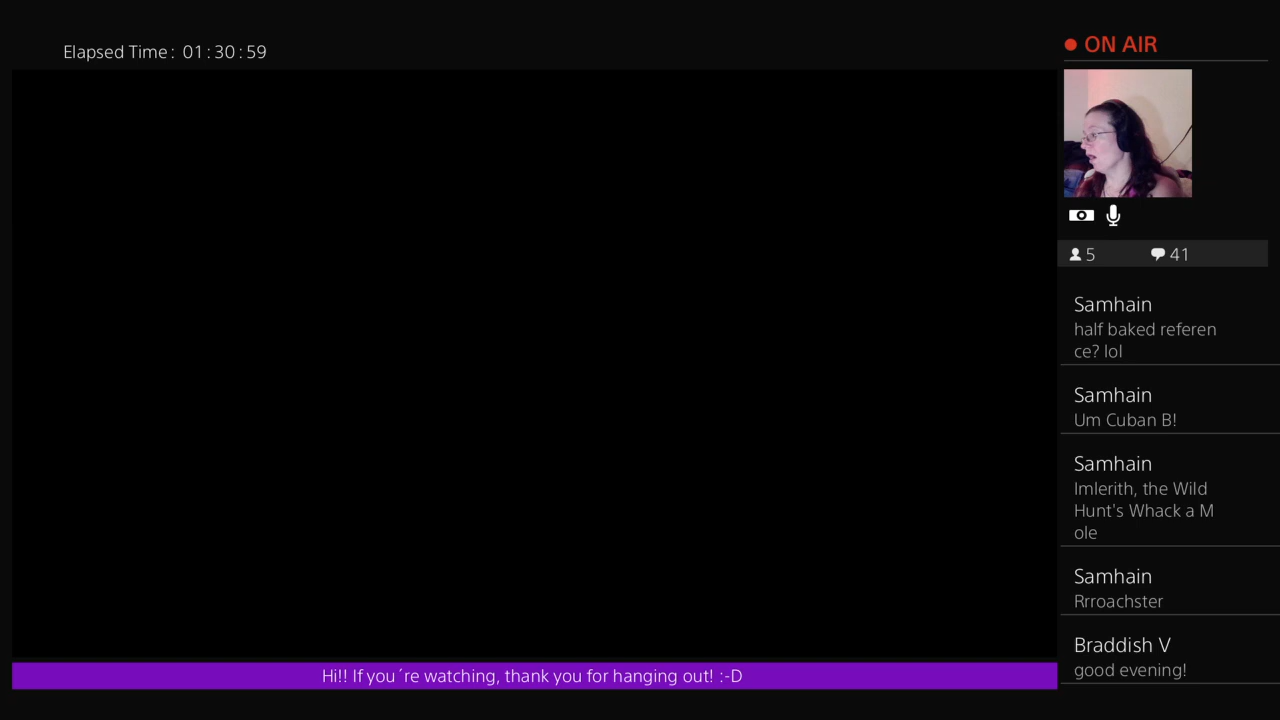 Elapsed Time: 01:30:59
ON AIR
5 41
Samhain
half baked referen
ce? lol
Samhain
Um Cuban B!
Samhain
Imlerith, the Wild
Hunt's Whack a M
ole
Samhain
Rrroachster
Braddish V
good evening!
Hi!! If you´re watching, thank you for hanging out! :-D